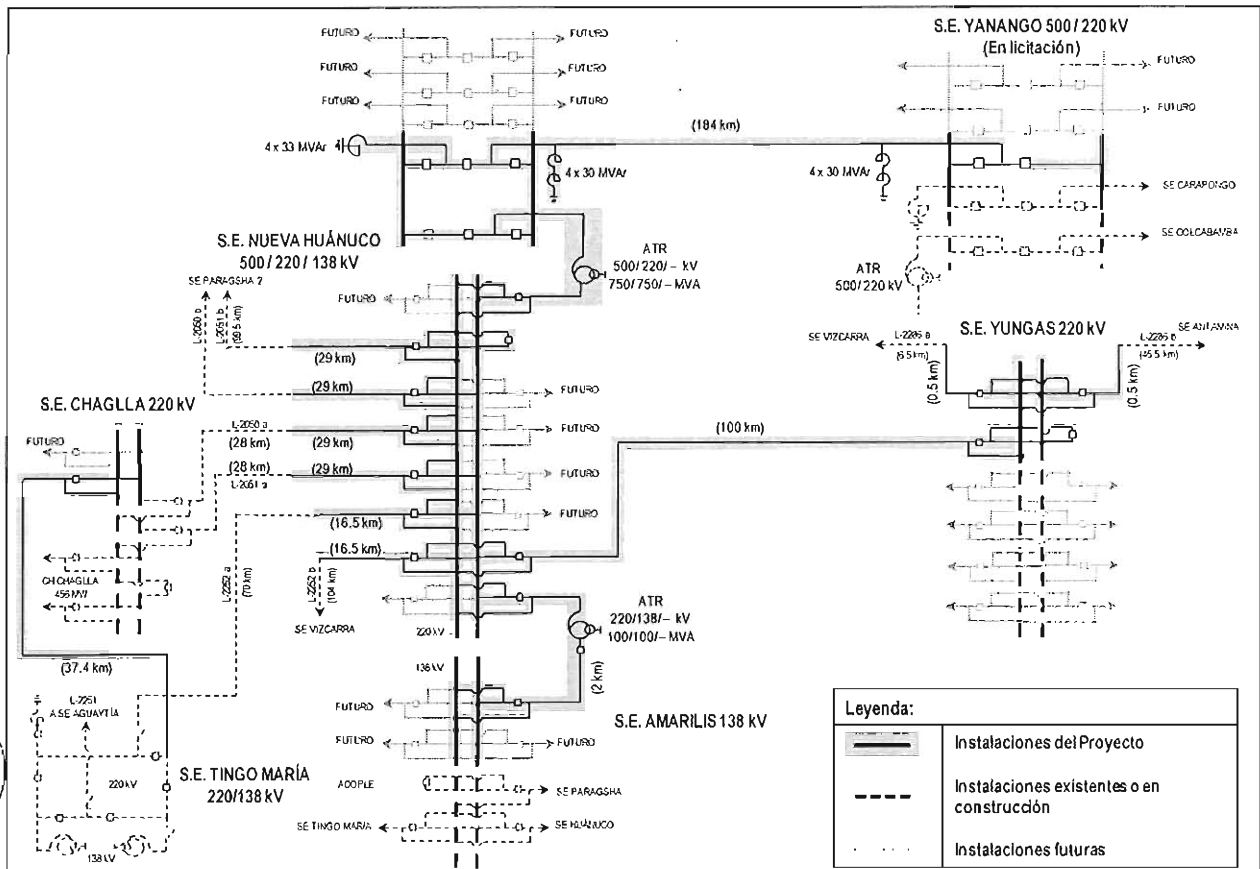 S.E. YANANGO 500/220 kV
(En licitación)
FUTURO
FUTURO
FUTURO
FUTURO
FUTURO
FUTURO
FUTURO
FUTURO
(184 km)
4 x 33 MVAr
4 x 30 MVAr
4 x 30 MVAr
SE CARAPONGO
SE COLCABAMBA
S.E. NUEVA HUÁNUCO
500/220/138 kV
ATR
500/220/– kV
750/750/– MVA
ATR
500/220 kV
SE PARAGSHA 2
FUTURO
L-2050 b
L-2051 b
S.E. YUNGAS 220 kV
SE VIZCARRA
L-2286 a
SE ANTAMINA
L-2286 b
(45.5 km)
(0.5 km)
(0.5 km)
(29 km)
(29 km)
FUTURO
S.E. CHAGLLA 220 kV
FUTURO
L-2050 a
(28 km)
(29 km)
FUTURO
(28 km)
L-2051 a
(29 km)
FUTURO
(100 km)
(16.5 km)
FUTURO
(16.5 km)
L-2252 a
(70 km)
L-2252 b
(104 km)
SE VIZCARRA
CH CHAGLLA
456 MW
220 kV
ATR
220/138/– kV
100/100/– MVA
(37.4 km)
138 kV
(2 km)
L-2251
A SE AGUAYTÍA
FUTURO
S.E. AMARILIS 138 kV
FUTURO
FUTURO
S.E. TINGO MARÍA
220/138 kV
220 kV
138 kV
ACOPLE
SE PARAGSHA
SE TINGO MARÍA
SE HUÁNUCO
Leyenda:
Instalaciones del Proyecto
Instalaciones existentes o en
construcción
Instalaciones futuras